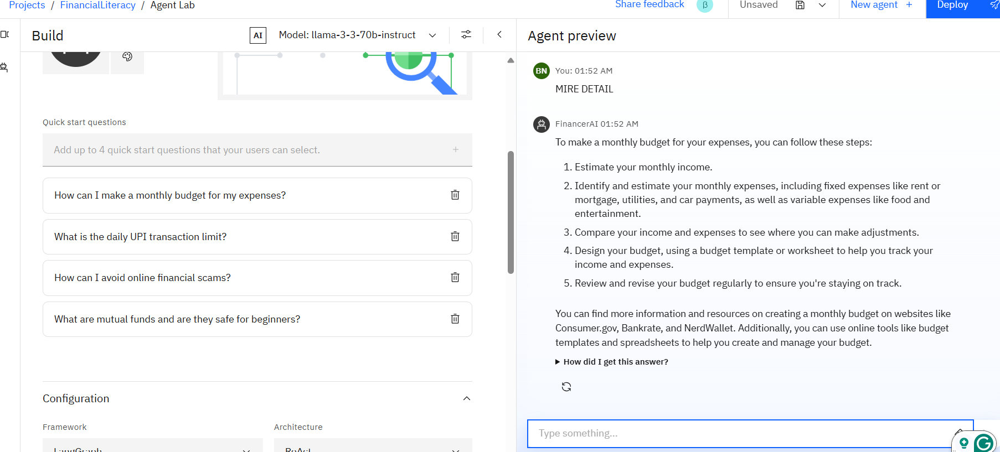 Projects / FinancialLiteracy / Agent Lab
Share feedback β Unsaved New agent + Deploy
Build
AI Model: llama-3-3-70b-instruct
Quick start questions
Add up to 4 quick start questions that your users can select. +
How can I make a monthly budget for my expenses?
What is the daily UPI transaction limit?
How can I avoid online financial scams?
What are mutual funds and are they safe for beginners?
Configuration
Framework Architecture
LangGraph ReAct
Agent preview
BN You: 01:52 AM
MIRE DETAIL
FinancerAI 01:52 AM
To make a monthly budget for your expenses, you can follow these steps:
1. Estimate your monthly income.
2. Identify and estimate your monthly expenses, including fixed expenses like rent or
mortgage, utilities, and car payments, as well as variable expenses like food and
entertainment.
3. Compare your income and expenses to see where you can make adjustments.
4. Design your budget, using a budget template or worksheet to help you track your
income and expenses.
5. Review and revise your budget regularly to ensure you're staying on track.
You can find more information and resources on creating a monthly budget on websites like
Consumer.gov, Bankrate, and NerdWallet. Additionally, you can use online tools like budget
templates and spreadsheets to help you create and manage your budget.
How did I get this answer?
Type something...